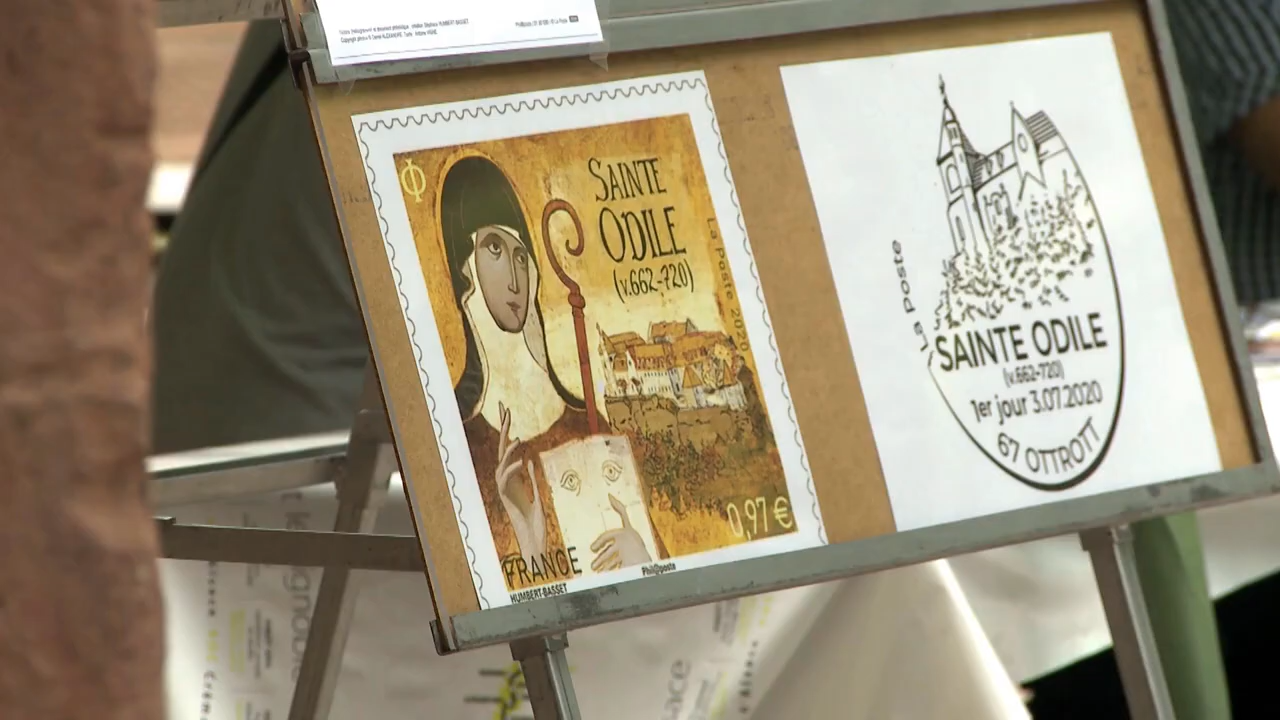 SAINTE
ODILE
(v.662-720)
La Poste 2020
0,97 €
FRANCE
HUMBERT-BASSET
Phil@poste
La Poste
SAINTE ODILE
(v.662-720)
1er jour 3.07.2020
67 OTTROTT